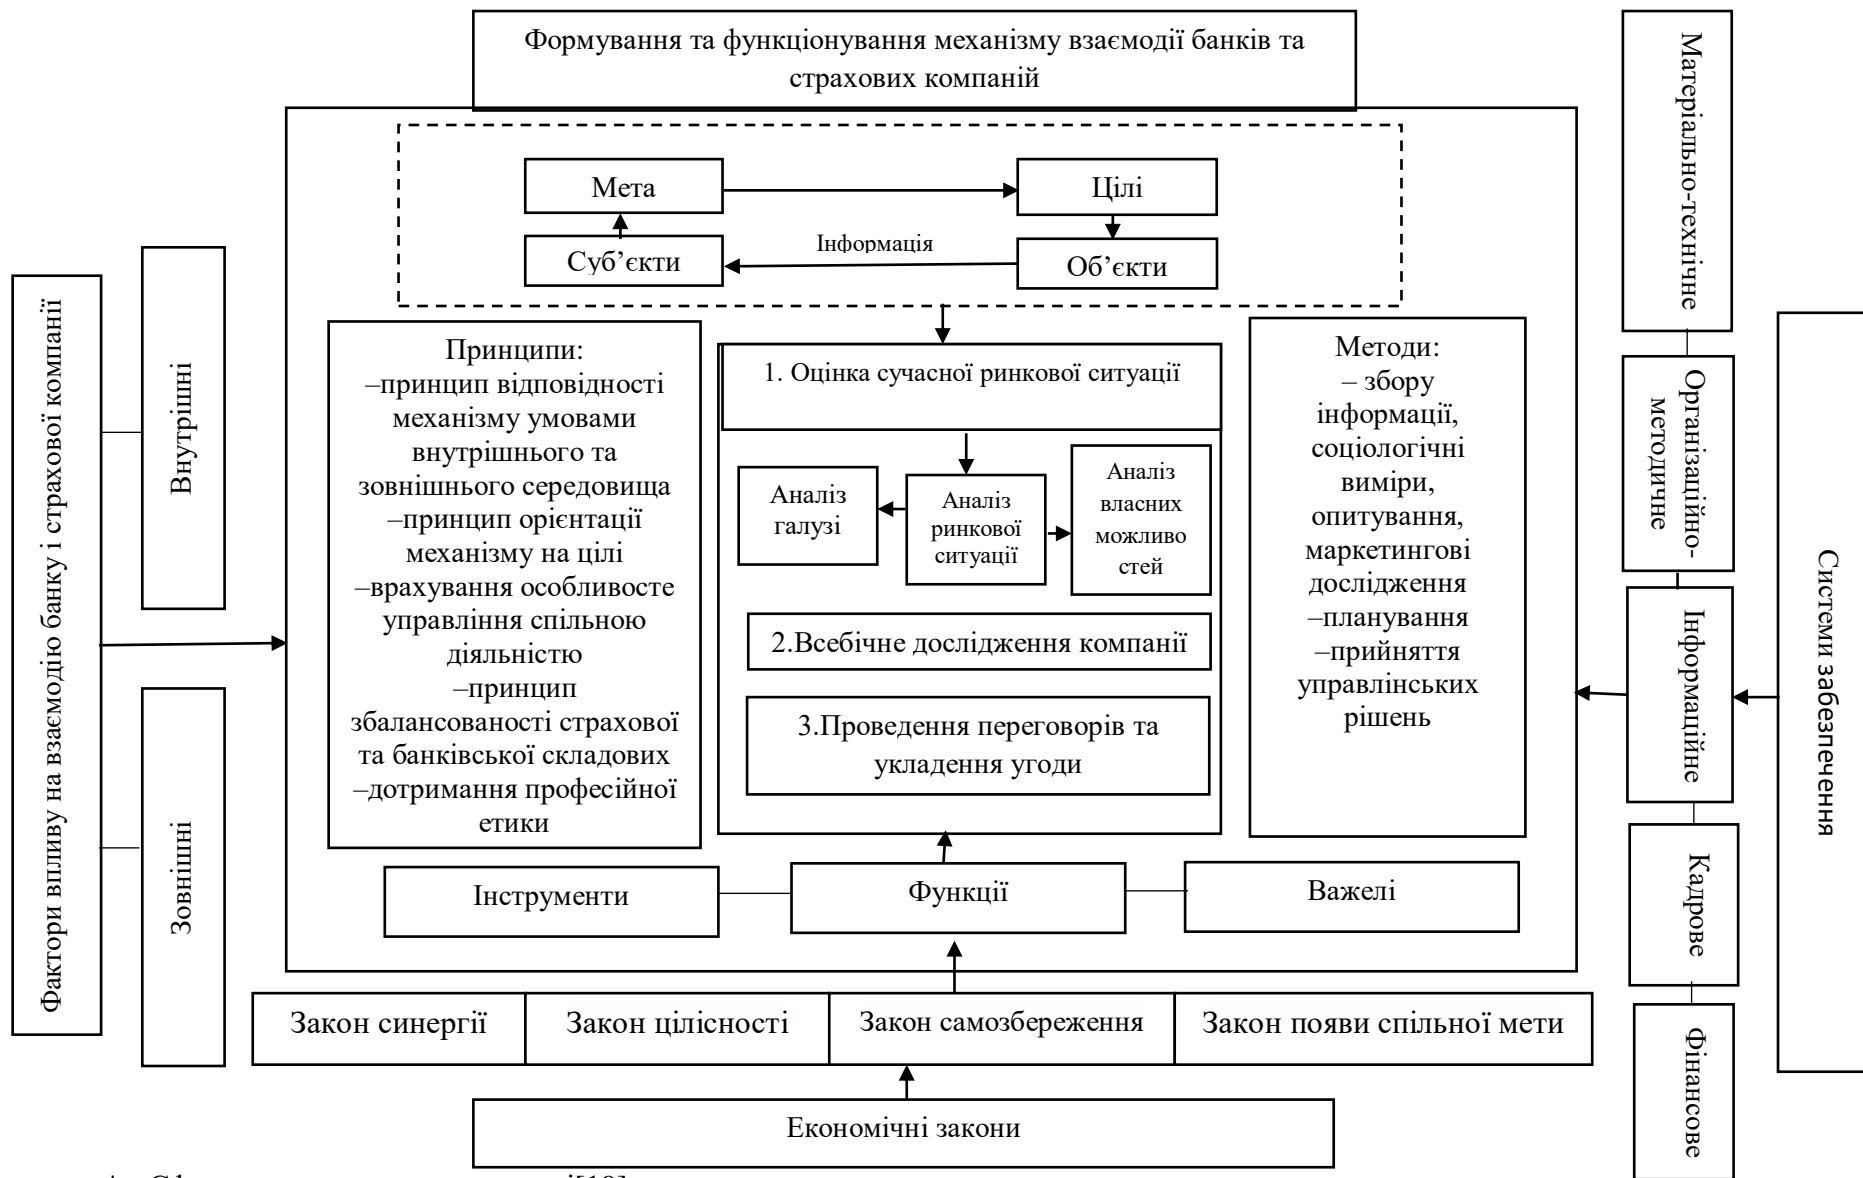 Формування та функціонування механізму взаємодії банків та
страхових компаній
Мета
Цілі
Суб’єкти
Інформація
Об’єкти
Фактори впливу на взаємодію банку і страхової компанії
Внутрішні
Зовнішні
Принципи:
–принцип відповідності
механізму умовами
внутрішнього та
зовнішнього середовища
–принцип орієнтації
механізму на цілі
–врахування особливосте
управління спільною
діяльністю
–принцип
збалансованості страхової
та банківської складових
–дотримання професійної
етики
1. Оцінка сучасної ринкової ситуації
Аналіз
галузі
Аналіз
ринкової
ситуації
Аналіз
власних
можливо
стей
2.Всебічне дослідження компанії
3.Проведення переговорів та
укладення угоди
Методи:
– збору
інформації,
соціологічні
виміри,
опитування,
маркетингові
дослідження
–планування
–прийняття
управлінських
рішень
Інструменти
Функції
Важелі
Закон синергії
Закон цілісності
Закон самозбереження
Закон появи спільної мети
Економічні закони
Матеріально-технічне
Організаційно-
методичне
Інформаційне
Кадрове
Фінансове
Системи забезпечення
[19]